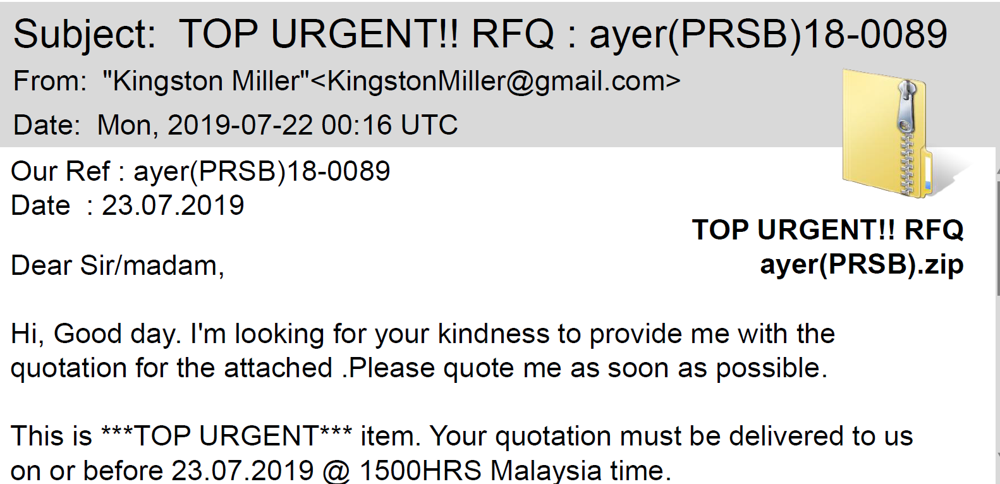 Subject:  TOP URGENT!! RFQ : ayer(PRSB)18-0089
From:  "Kingston Miller"<KingstonMiller@gmail.com>
Date:  Mon, 2019-07-22 00:16 UTC
Our Ref : ayer(PRSB)18-0089
Date  : 23.07.2019
TOP URGENT!! RFQ
ayer(PRSB).zip
Dear Sir/madam,
Hi, Good day. I'm looking for your kindness to provide me with the
quotation for the attached .Please quote me as soon as possible.
This is ***TOP URGENT*** item. Your quotation must be delivered to us
on or before 23.07.2019 @ 1500HRS Malaysia time.